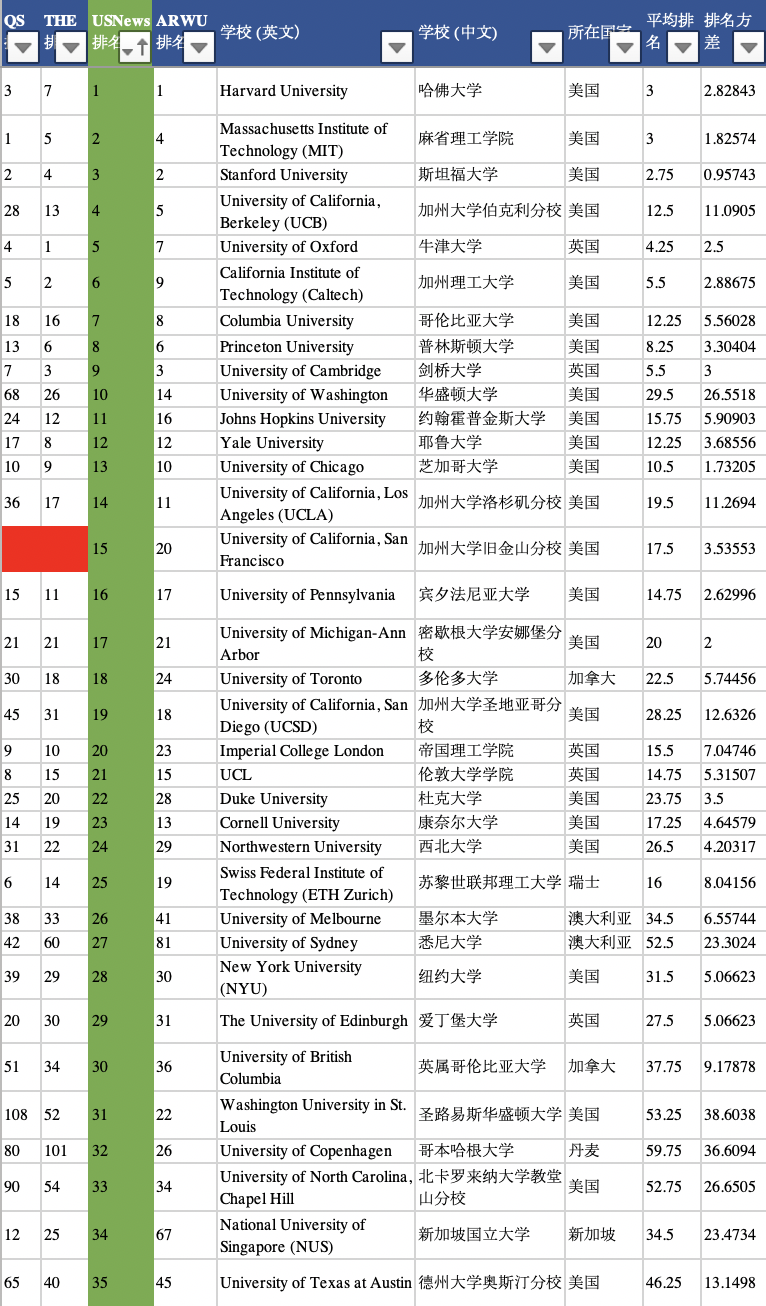 QS THE USNews ARWU 学校 (英文) 学校 (中文) 所在国家 平均排名 排名方差
排名 排名
3 7 1 1 Harvard University 哈佛大学 美国 3 2.82843
1 5 2 4 Massachusetts Institute of Technology (MIT) 麻省理工学院 美国 3 1.82574
2 4 3 2 Stanford University 斯坦福大学 美国 2.75 0.95743
28 13 4 5 University of California, Berkeley (UCB) 加州大学伯克利分校 美国 12.5 11.0905
4 1 5 7 University of Oxford 牛津大学 英国 4.25 2.5
5 2 6 9 California Institute of Technology (Caltech) 加州理工大学 美国 5.5 2.88675
18 16 7 8 Columbia University 哥伦比亚大学 美国 12.25 5.56028
13 6 8 6 Princeton University 普林斯顿大学 美国 8.25 3.30404
7 3 9 3 University of Cambridge 剑桥大学 英国 5.5 3
68 26 10 14 University of Washington 华盛顿大学 美国 29.5 26.5518
24 12 11 16 Johns Hopkins University 约翰霍普金斯大学 美国 15.75 5.90903
17 8 12 12 Yale University 耶鲁大学 美国 12.25 3.68556
10 9 13 10 University of Chicago 芝加哥大学 美国 10.5 1.73205
36 17 14 11 University of California, Los Angeles (UCLA) 加州大学洛杉矶分校 美国 19.5 11.2694
15 20 University of California, San Francisco 加州大学旧金山分校 美国 17.5 3.53553
15 11 16 17 University of Pennsylvania 宾夕法尼亚大学 美国 14.75 2.62996
21 21 17 21 University of Michigan-Ann Arbor 密歇根大学安娜堡分校 美国 20 2
30 18 18 24 University of Toronto 多伦多大学 加拿大 22.5 5.74456
45 31 19 18 University of California, San Diego (UCSD) 加州大学圣地亚哥分校 美国 28.25 12.6326
9 10 20 23 Imperial College London 帝国理工学院 英国 15.5 7.04746
8 15 21 15 UCL 伦敦大学学院 英国 14.75 5.31507
25 20 22 28 Duke University 杜克大学 美国 23.75 3.5
14 19 23 13 Cornell University 康奈尔大学 美国 17.25 4.64579
31 22 24 29 Northwestern University 西北大学 美国 26.5 4.20317
6 14 25 19 Swiss Federal Institute of Technology (ETH Zurich) 苏黎世联邦理工大学 瑞士 16 8.04156
38 33 26 41 University of Melbourne 墨尔本大学 澳大利亚 34.5 6.55744
42 60 27 81 University of Sydney 悉尼大学 澳大利亚 52.5 23.3024
39 29 28 30 New York University (NYU) 纽约大学 美国 31.5 5.06623
20 30 29 31 The University of Edinburgh 爱丁堡大学 英国 27.5 5.06623
51 34 30 36 University of British Columbia 英属哥伦比亚大学 加拿大 37.75 9.17878
108 52 31 22 Washington University in St. Louis 圣路易斯华盛顿大学 美国 53.25 38.6038
80 101 32 26 University of Copenhagen 哥本哈根大学 丹麦 59.75 36.6094
90 54 33 34 University of North Carolina, Chapel Hill 北卡罗来纳大学教堂山分校 美国 52.75 26.6505
12 25 34 67 National University of Singapore (NUS) 新加坡国立大学 新加坡 34.5 23.4734
65 40 35 45 University of Texas at Austin 德州大学奥斯汀分校 美国 46.25 13.1498